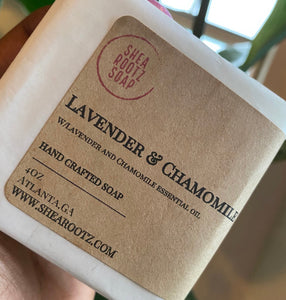 SHEA
ROOTZ
SOAP
LAVENDER & CHAMOMILE
W/LAVENDER AND CHAMOMILE ESSENTIAL OIL
HAND CRAFTED SOAP
4OZ
ATLANTA,GA
WWW.SHEAROOTZ.COM